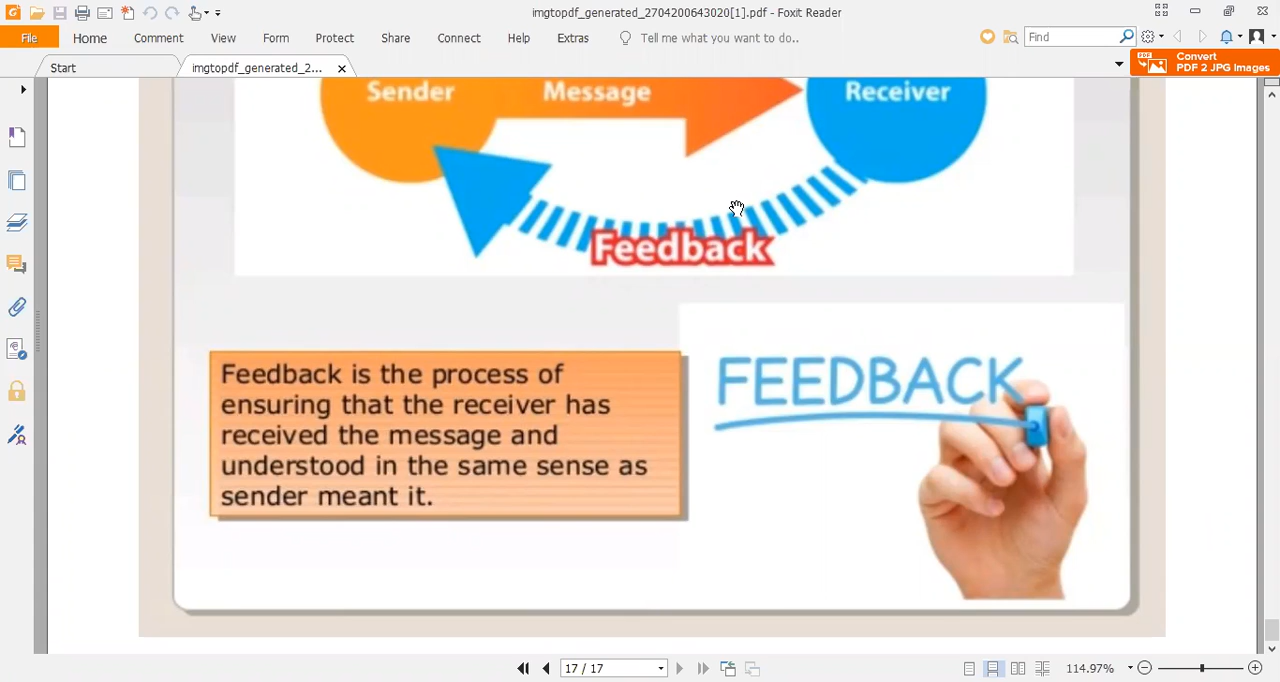 imgtopdf_generated_2704200643020[1].pdf - Foxit Reader
File Home Comment View Form Protect Share Connect Help Extras Tell me what you want to do.. Find
Start imgtopdf_generated_2... Convert
PDF 2 JPG Images
Sender Message Receiver
Feedback
Feedback is the process of
ensuring that the receiver has
received the message and
understood in the same sense as
sender meant it.
FEEDBACK
17 / 17 114.97%